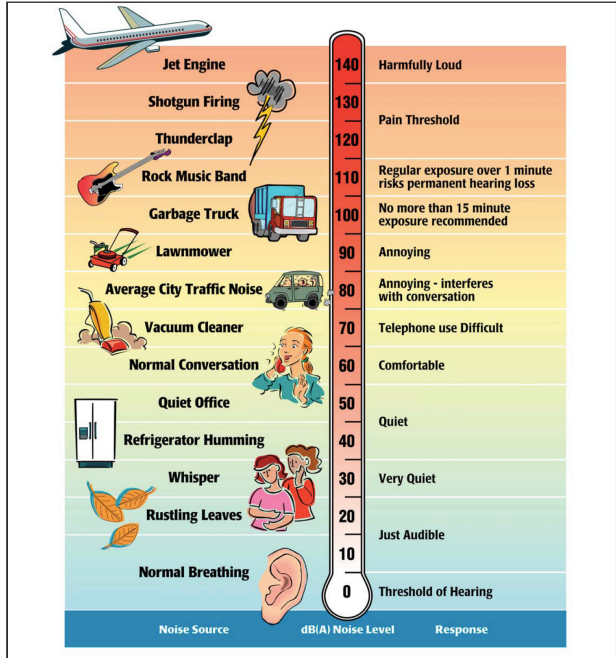 Jet Engine 140 Harmfully Loud
Shotgun Firing 130
Pain Threshold
Thunderclap 120
Rock Music Band 110 Regular exposure over 1 minute
risks permanent hearing loss
Garbage Truck 100 No more than 15 minute
exposure recommended
Lawnmower 90 Annoying
Average City Traffic Noise 80 Annoying - interferes
with conversation
Vacuum Cleaner 70 Telephone use Difficult
Normal Conversation 60 Comfortable
Quiet Office 50
Quiet
Refrigerator Humming 40
Whisper 30 Very Quiet
Rustling Leaves 20
Just Audible
10
Normal Breathing
0 Threshold of Hearing
Noise Source dB(A) Noise Level Response